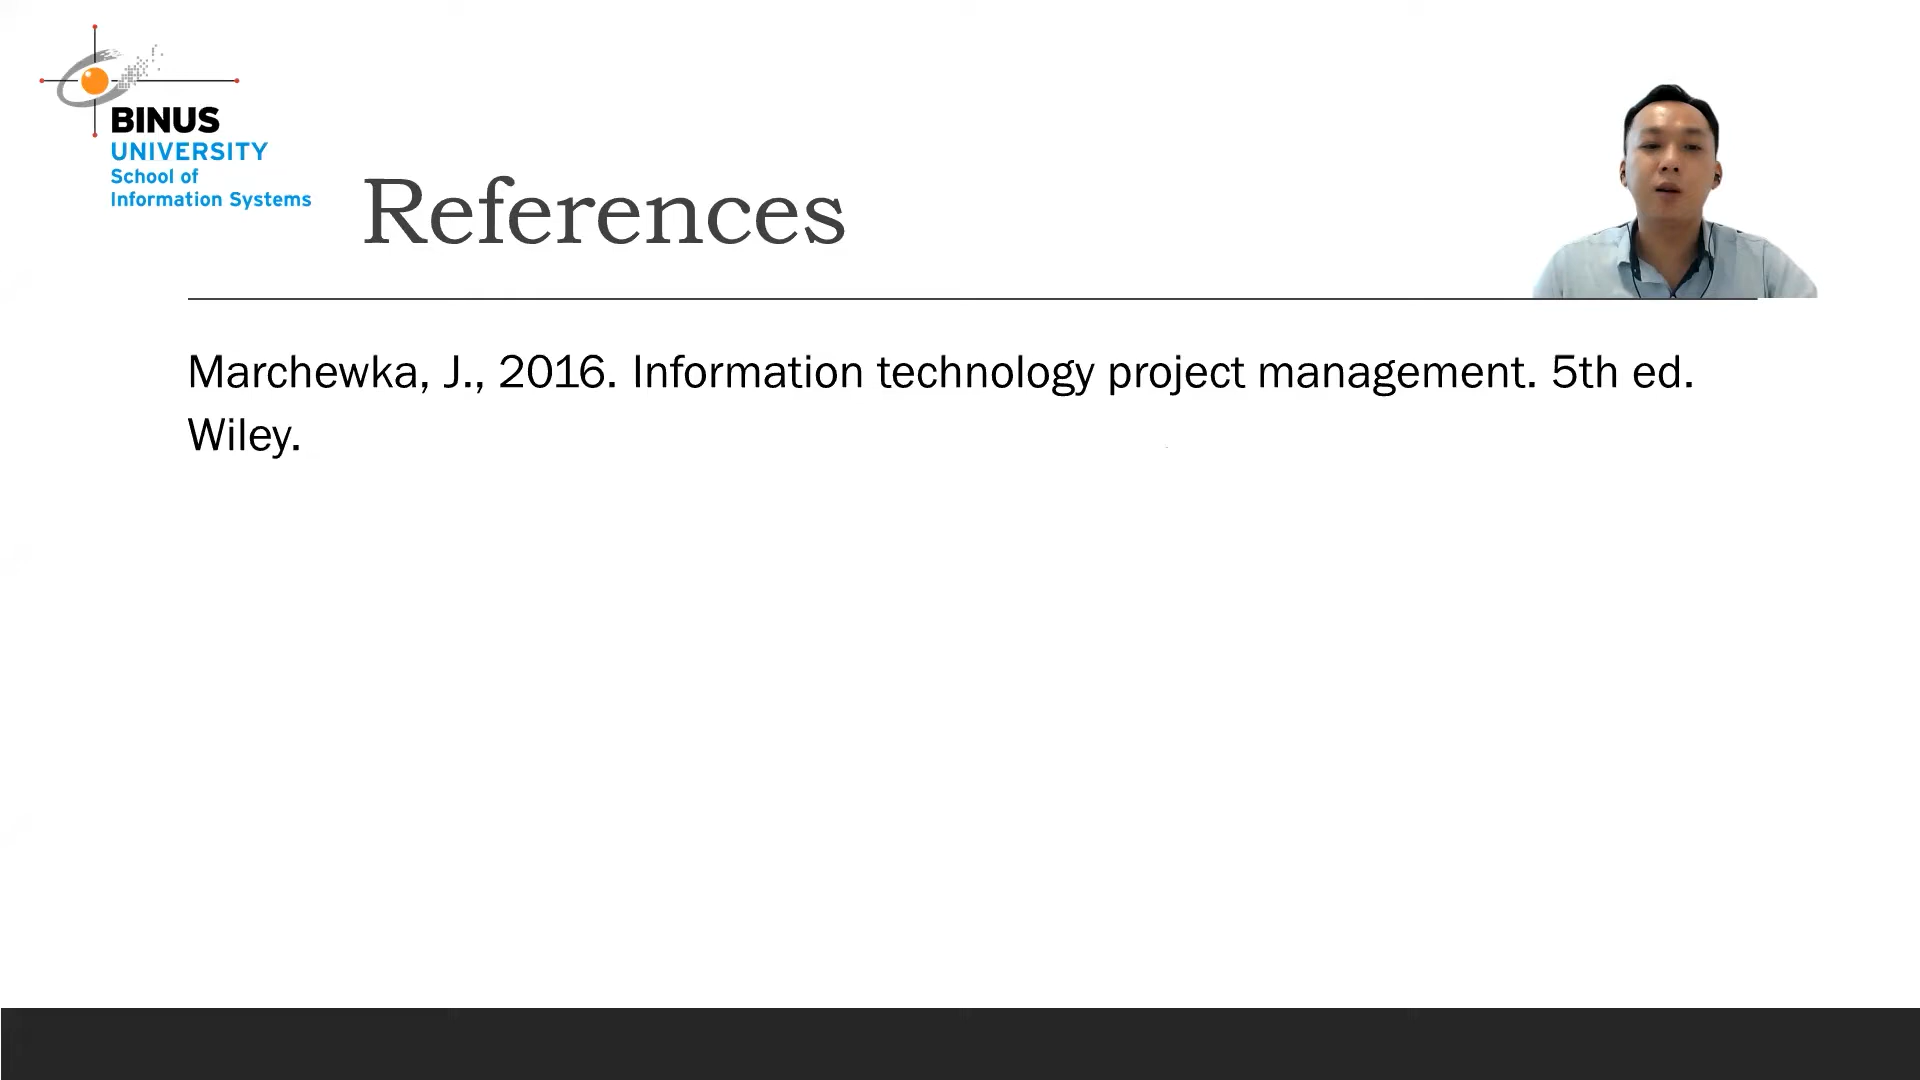 BINUS
UNIVERSITY
School of
Information Systems
References
Marchewka, J., 2016. Information technology project management. 5th ed.
Wiley.